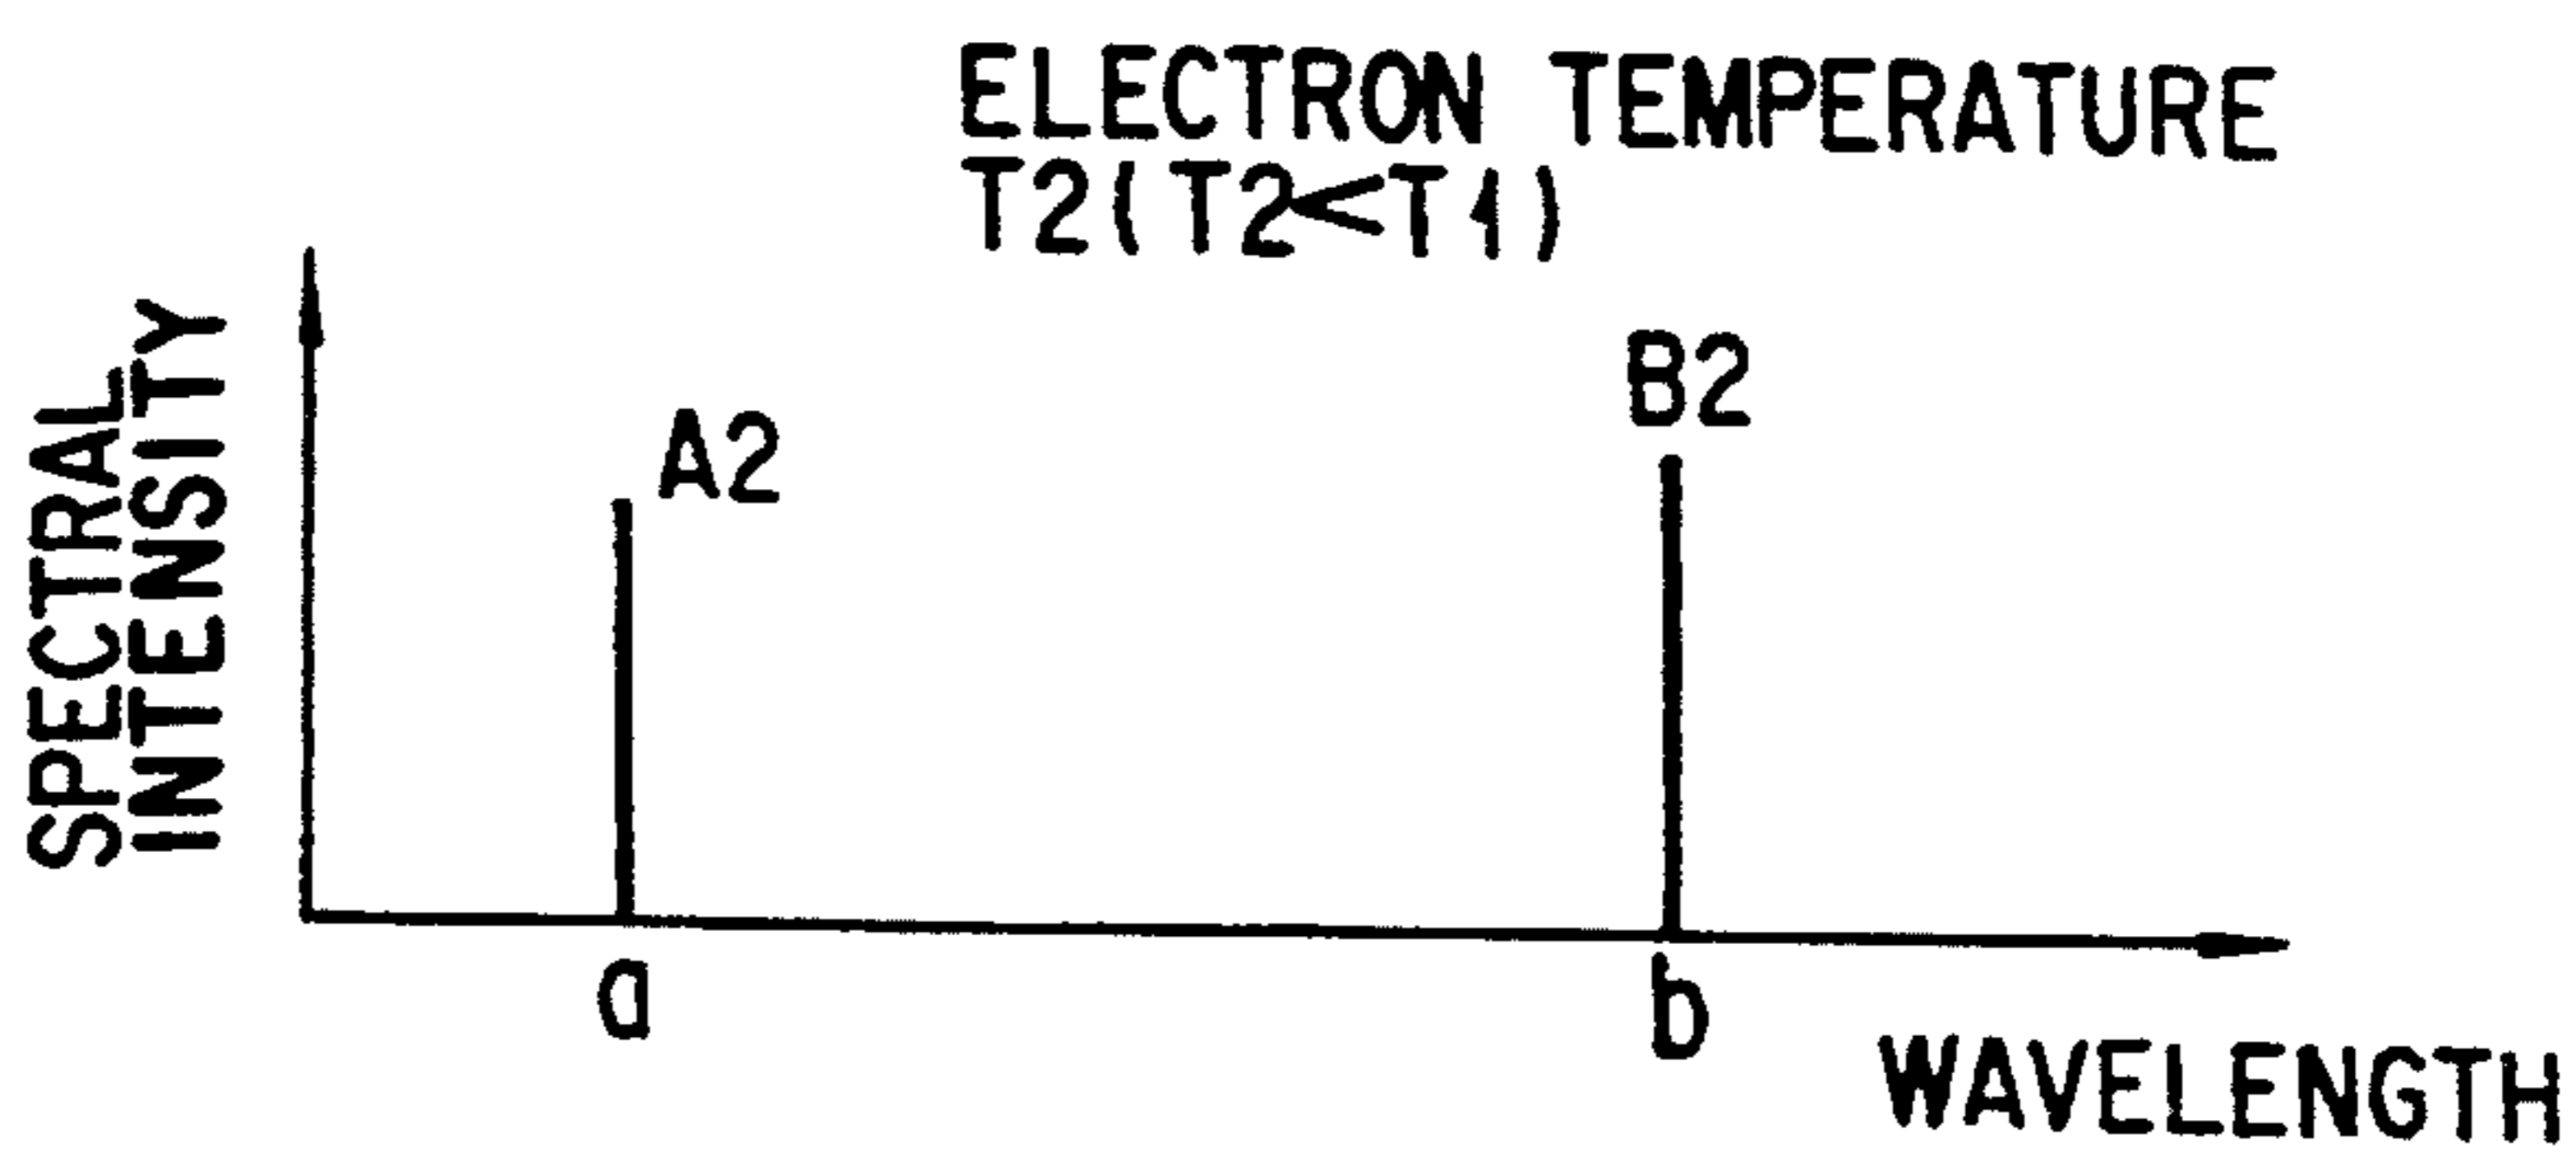 ELECTRON TEMPERATURE
T2(T2<T1)
SPECTRAL
INTENSITY
A2
B2
a
b
WAVELENGTH